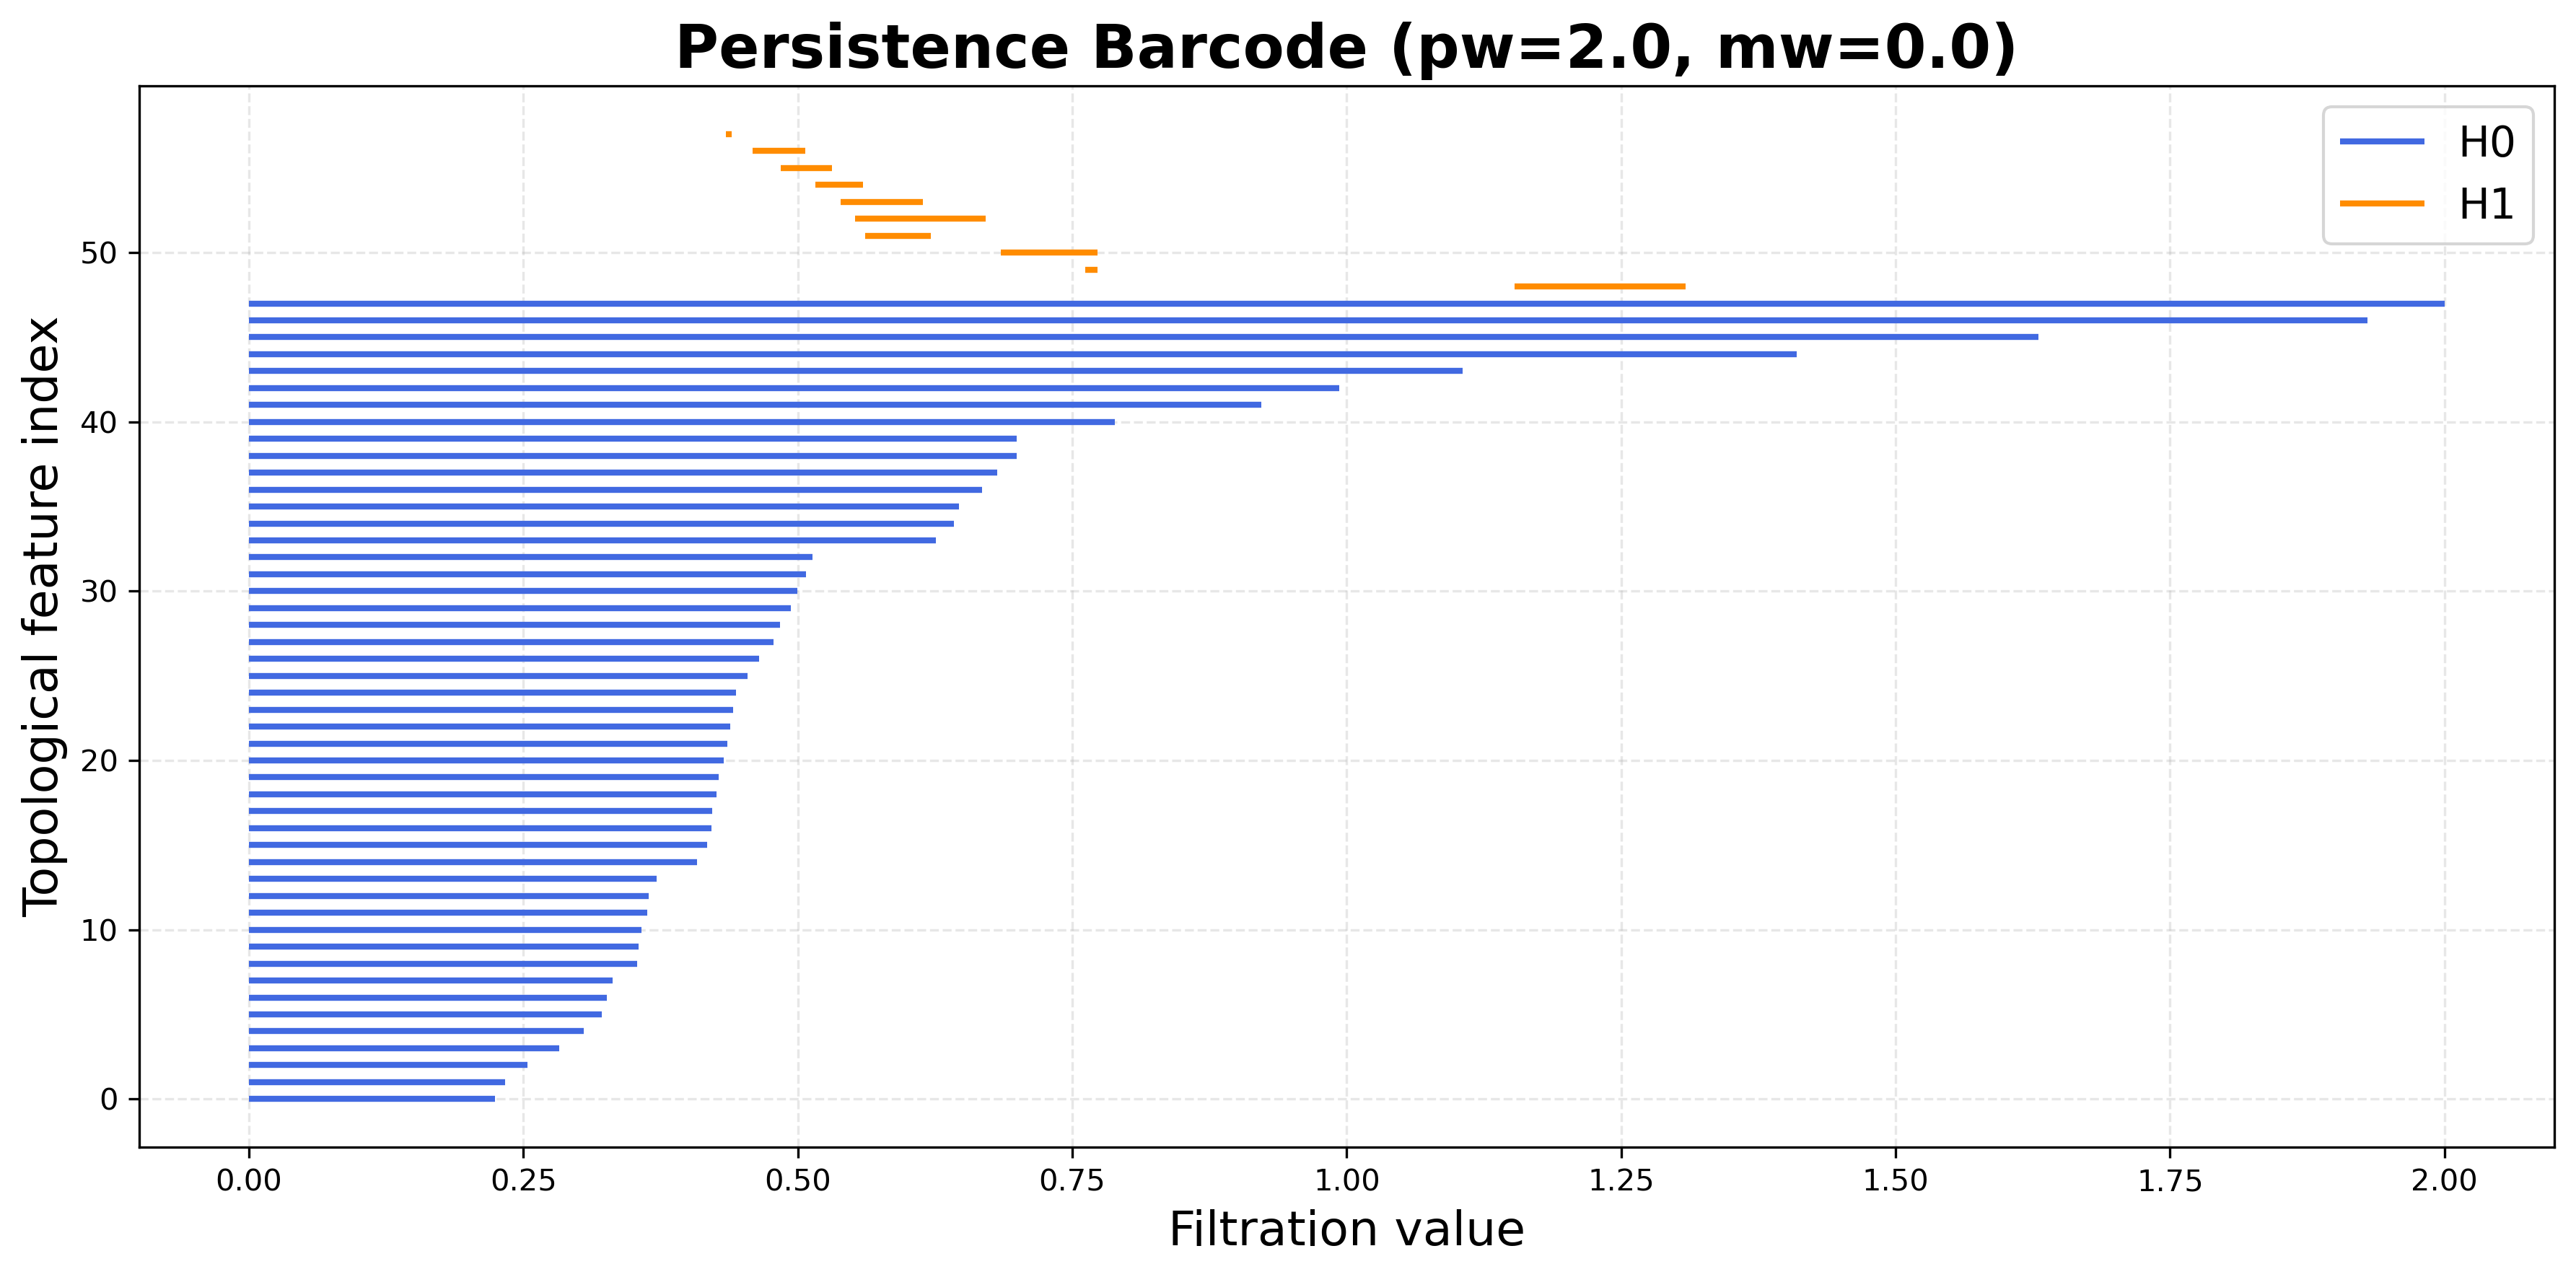 Persistence Barcode (pw=2.0, mw=0.0)
H0
H1
Topological feature index
50
40
30
20
10
0
0.00 0.25 0.50 0.75 1.00 1.25 1.50 1.75 2.00
Filtration value